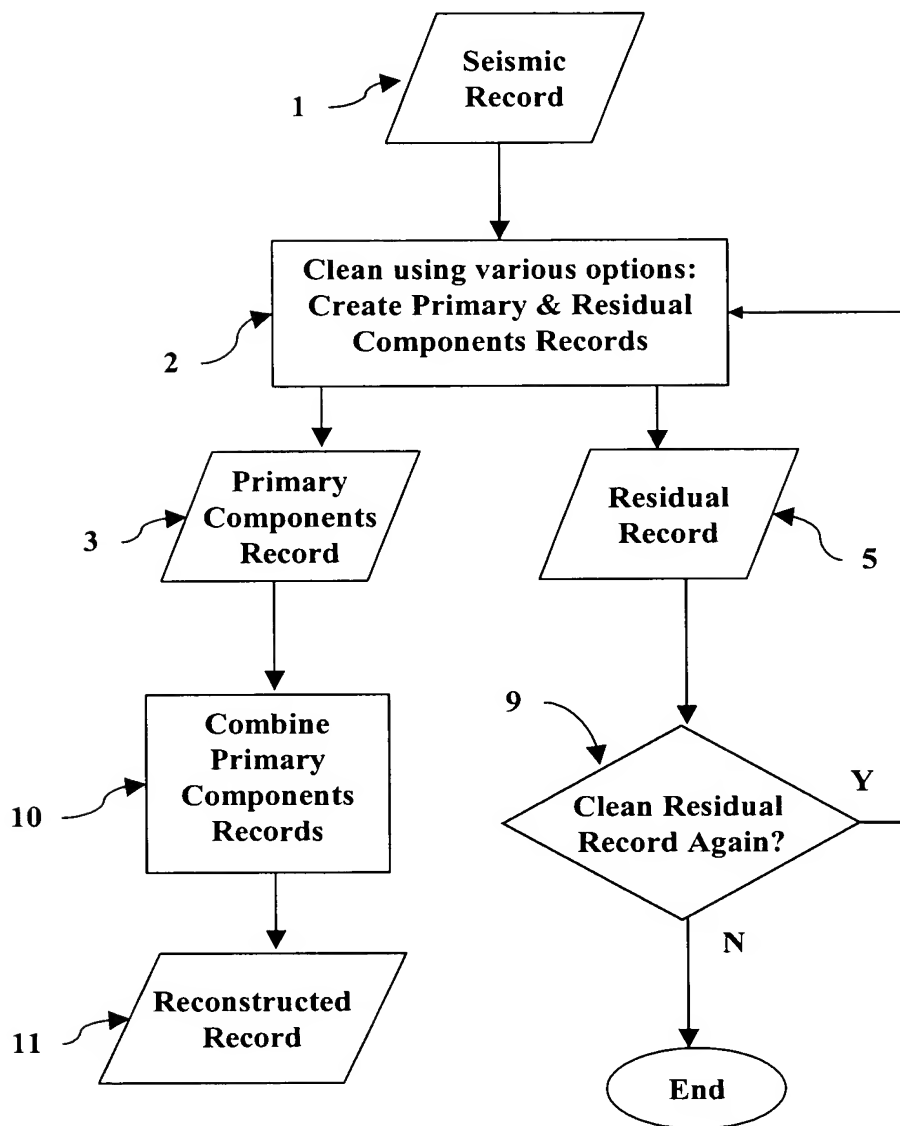 Seismic
Record
1
Clean using various options:
Create Primary & Residual
Components Records
2
Primary
Components
Record
3
Residual
Record
5
Combine
Primary
Components
Records
10
9
Clean Residual
Record Again?
Y
N
Reconstructed
Record
11
End